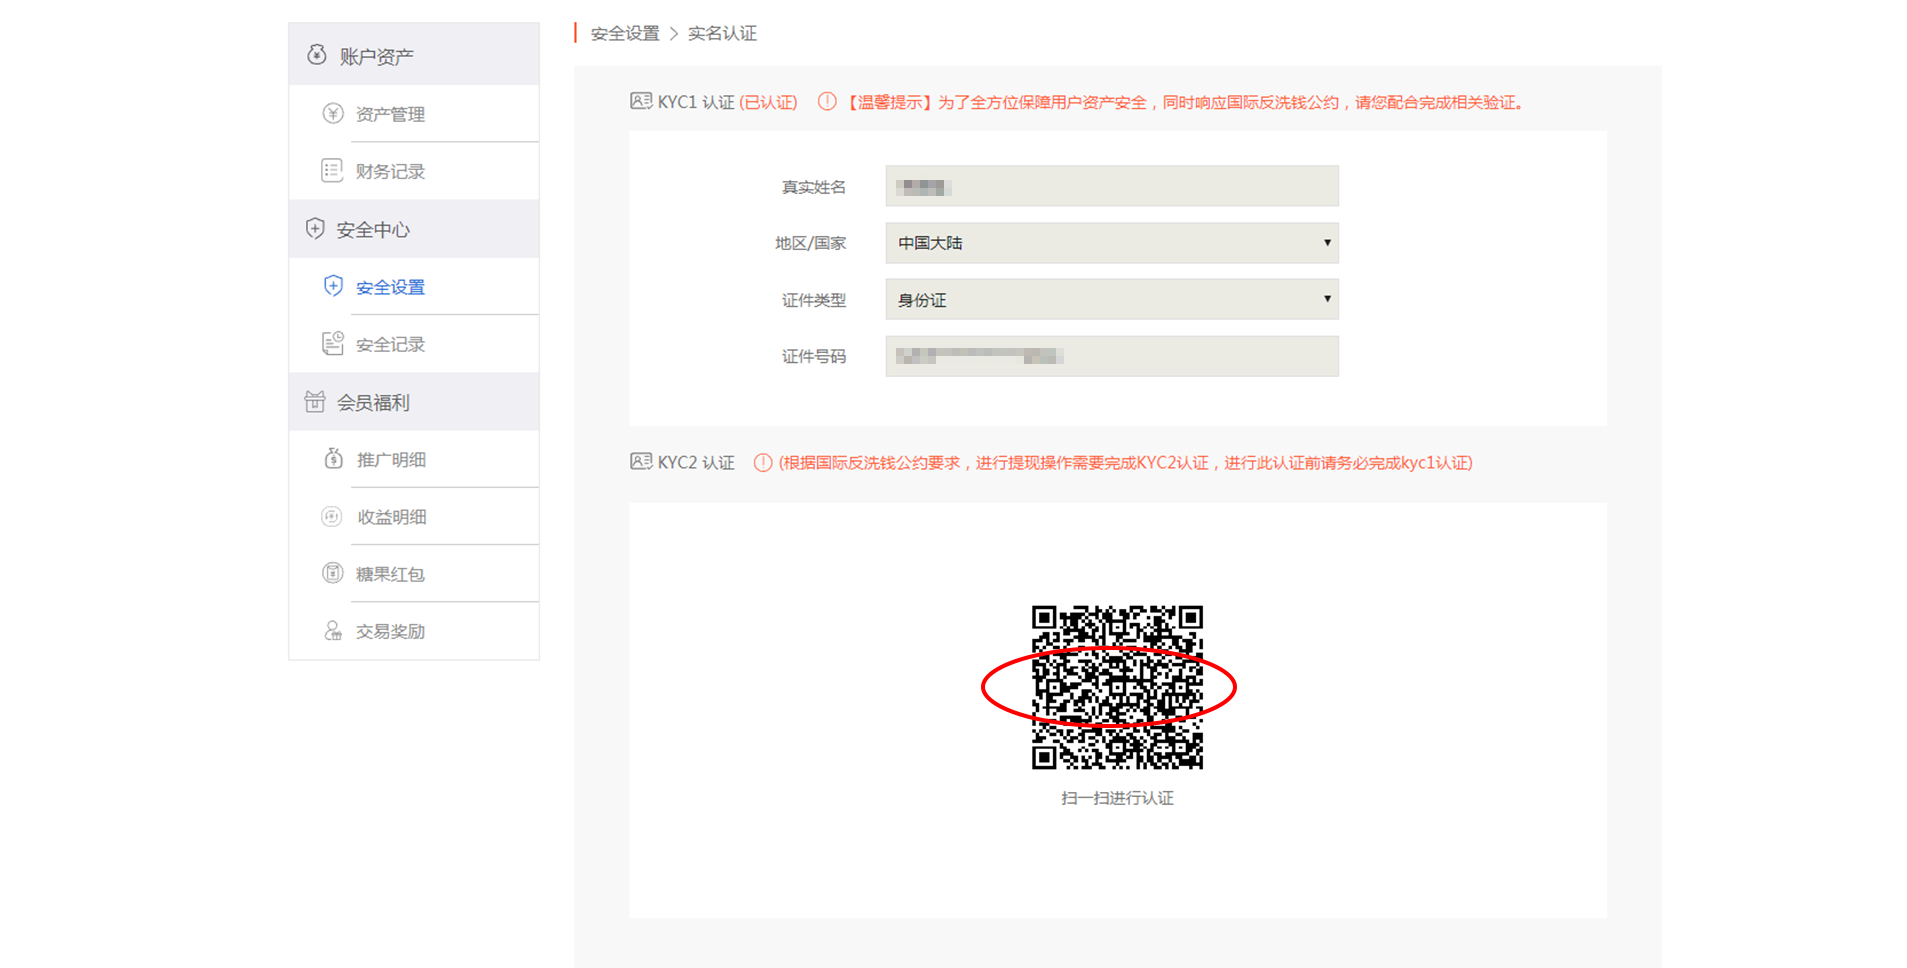 账户资产
资产管理
财务记录
安全中心
安全设置
安全记录
会员福利
推广明细
收益明细
糖果红包
交易奖励
安全设置 > 实名认证
KYC1 认证 (已认证) 【温馨提示】为了全方位保障用户资产安全，同时响应国际反洗钱公约，请您配合完成相关验证。
真实姓名
地区/国家 中国大陆
证件类型 身份证
证件号码
KYC2 认证 (根据国际反洗钱公约要求，进行提现操作需要完成KYC2认证，进行此认证前请务必完成kyc1认证)
扫一扫进行认证